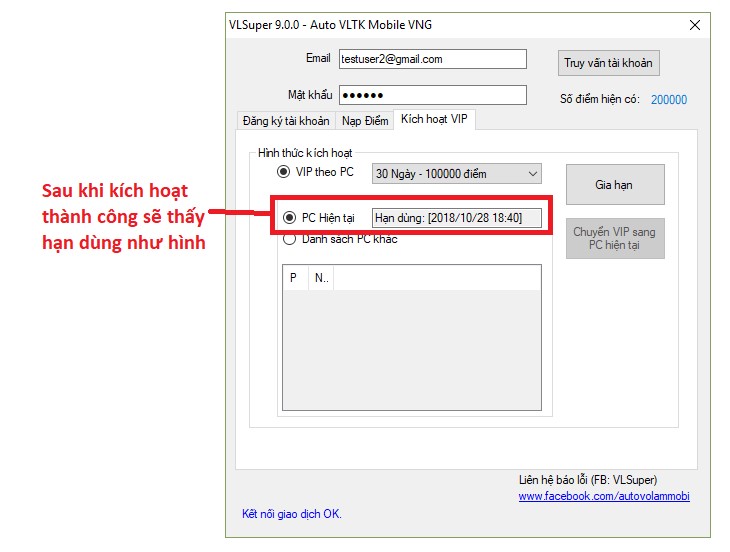 VLSuper 9.0.0 - Auto VLTK Mobile VNG
Email
testuser2@gmail.com
Truy vấn tài khoản
Mật khẩu
●●●●●●
Số điểm hiện có: 200000
Đăng ký tài khoản
Nạp Điểm
Kích hoạt VIP
Hình thức kích hoạt
VIP theo PC
30 Ngày - 100000 điểm
Gia hạn
Sau khi kích hoạt
thành công sẽ thấy
hạn dùng như hình
PC Hiện tại
Hạn dùng: [2018/10/28 18:40]
Danh sách PC khác
Chuyển VIP sang
PC hiện tại
P
N..
Liên hệ báo lỗi (FB: VLSuper)
www.facebook.com/autovolammobi
Kết nối giao dịch OK.